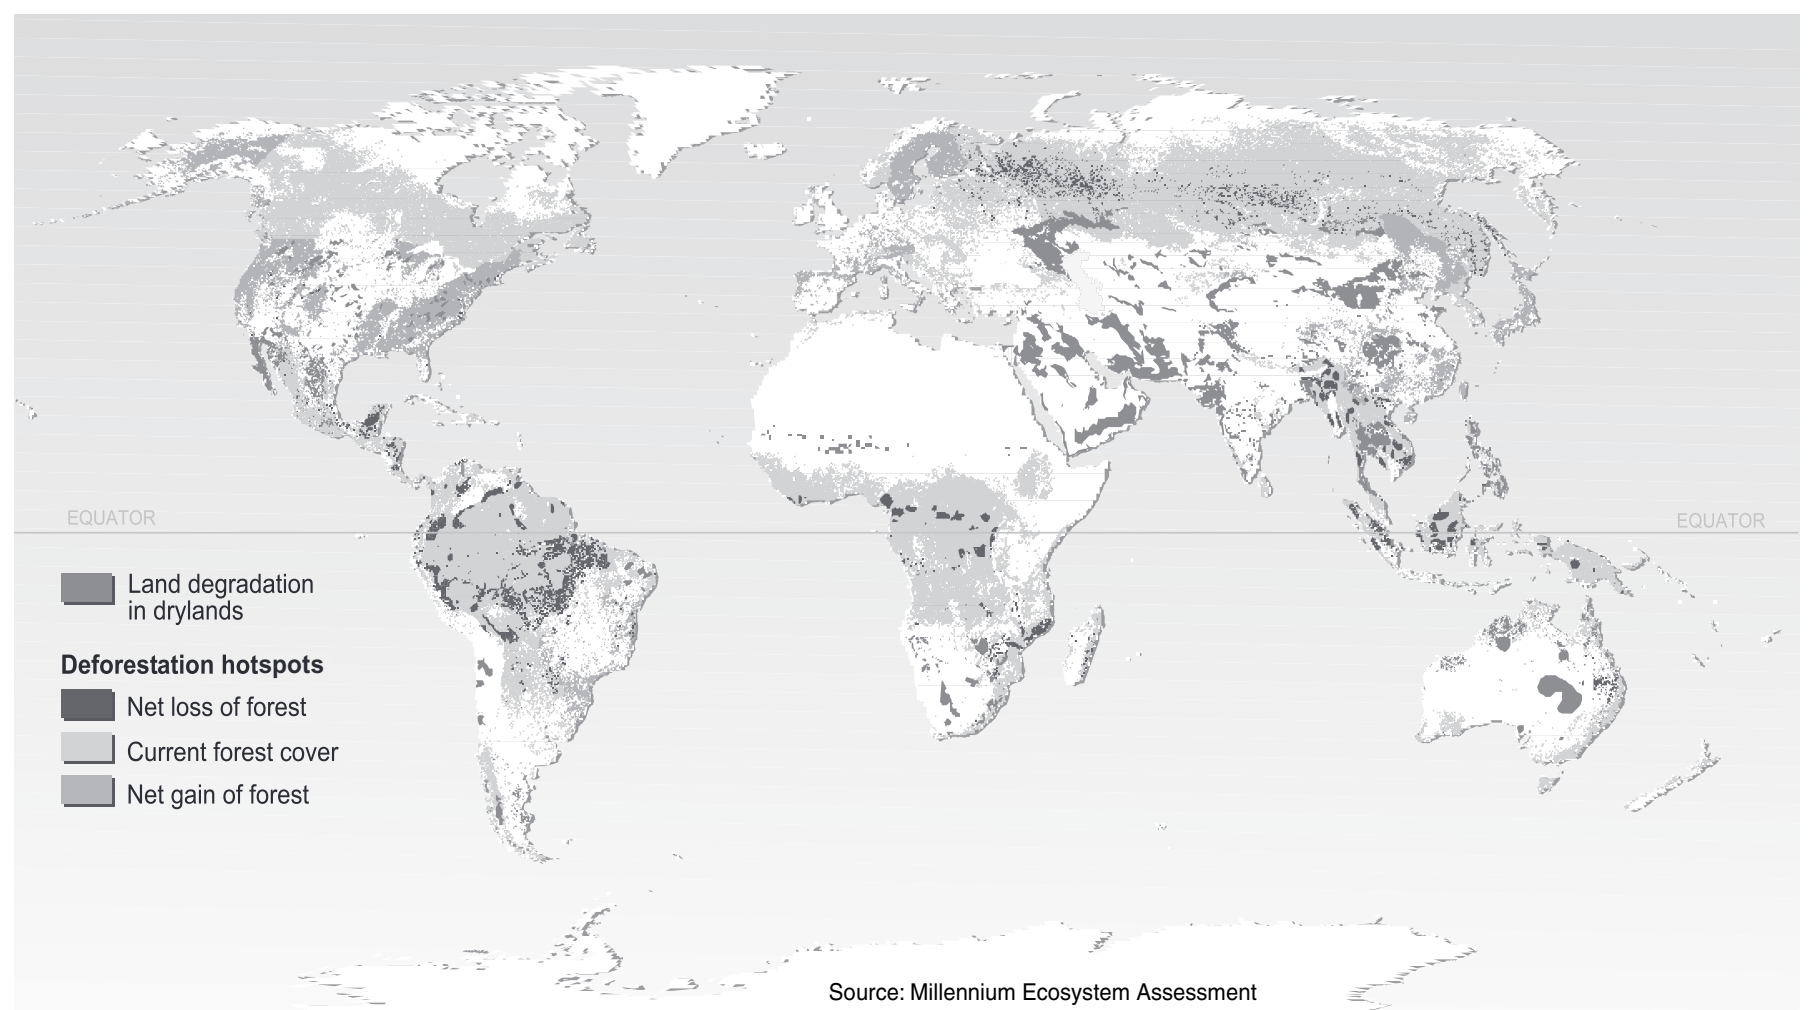 EQUATOR
EQUATOR
Land degradation
in drylands
Deforestation hotspots
Net loss of forest
Current forest cover
Net gain of forest
Source: Millennium Ecosystem Assessment